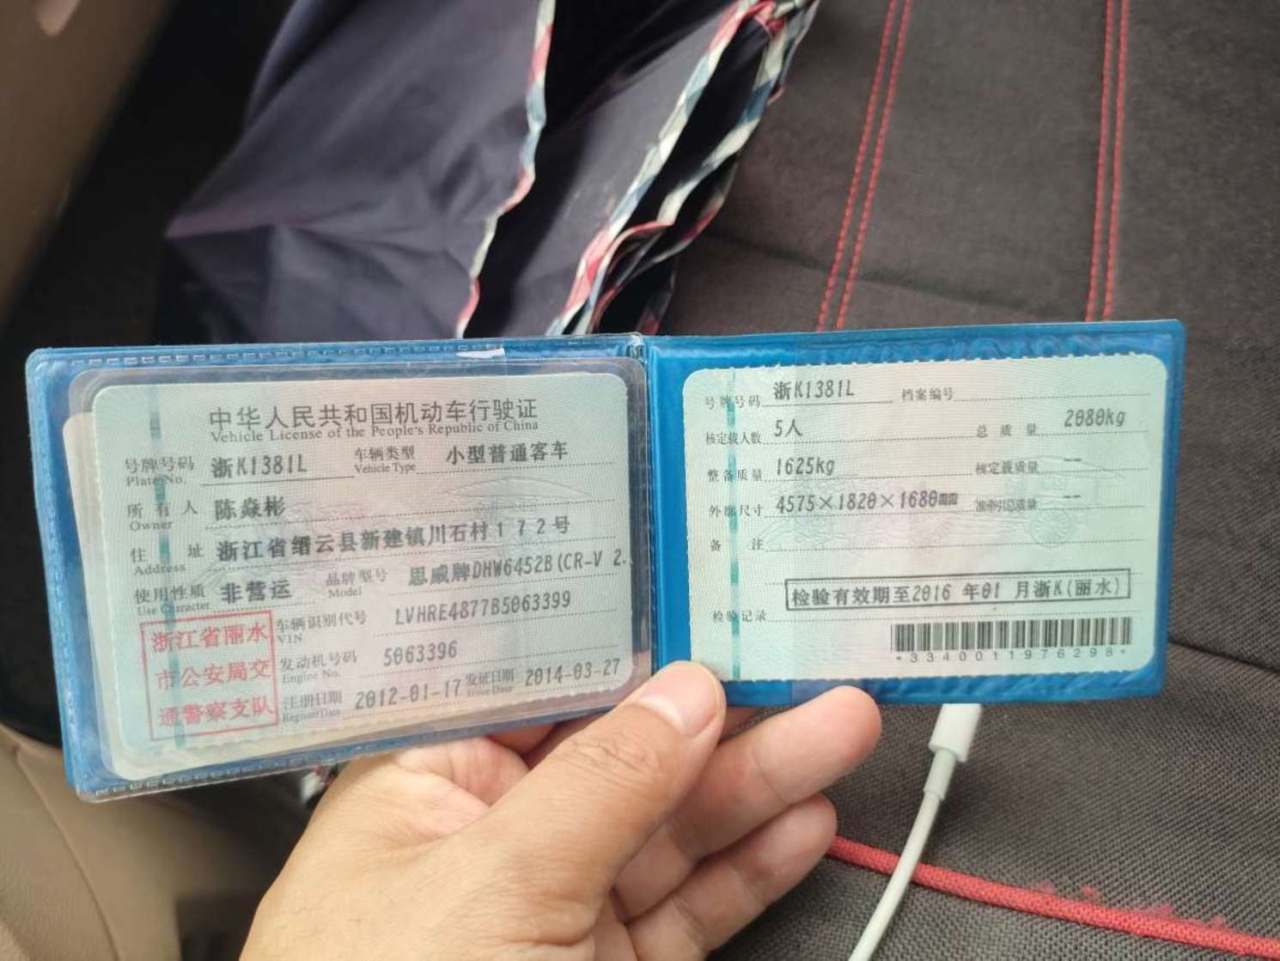 中华人民共和国机动车行驶证
Vehicle License of the People's Republic of China
号牌号码 浙K1381L 车辆类型 小型普通客车
Plate No. Vehicle Type
所有人 陈焱彬
Owner
住址 浙江省缙云县新建镇川石村172号
Address
使用性质 非营运 品牌型号 思威牌DHW6452B(CR-V 2.
Use Character Model
浙江省丽水
市公安局交
通警察支队
车辆识别代号 LVHRE4877B5063399
VIN
发动机号码 5063396
Engine No.
注册日期 2012-01-17 发证日期 2014-03-27
Register Date Issue Date
号牌号码 浙K1381L 档案编号
核定载人数 5人 总质量 2080kg
整备质量 1625kg 核定载质量 --
外廓尺寸 4575×1820×1680mm 准牵引总质量 --
备注
检验有效期至2016 年01 月浙K(丽水)
检验记录
*3340011976298*